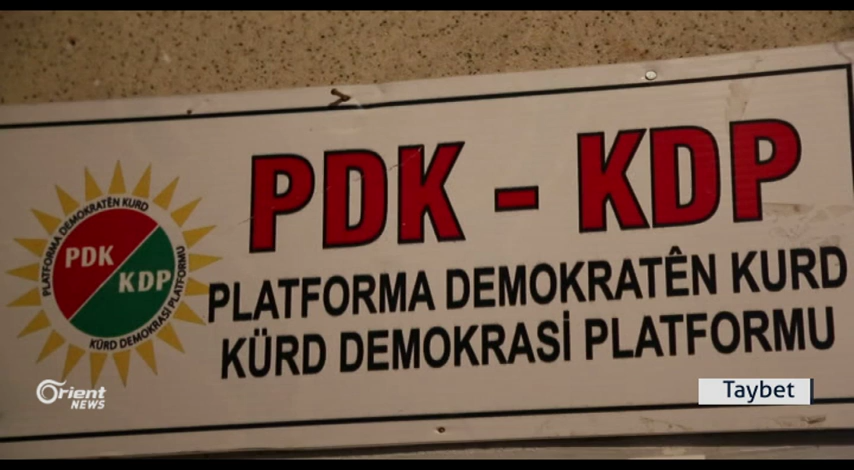 PDK - KDP
PLATFORMA DEMOKRATÊN KURD
KÜRD DEMOKRASİ PLATFORMU
PLATFORMA DEMOKRATÊN KURD
PDK
KDP
KÜRD DEMOKRASİ PLATFORMU
Orient
NEWS
Taybet